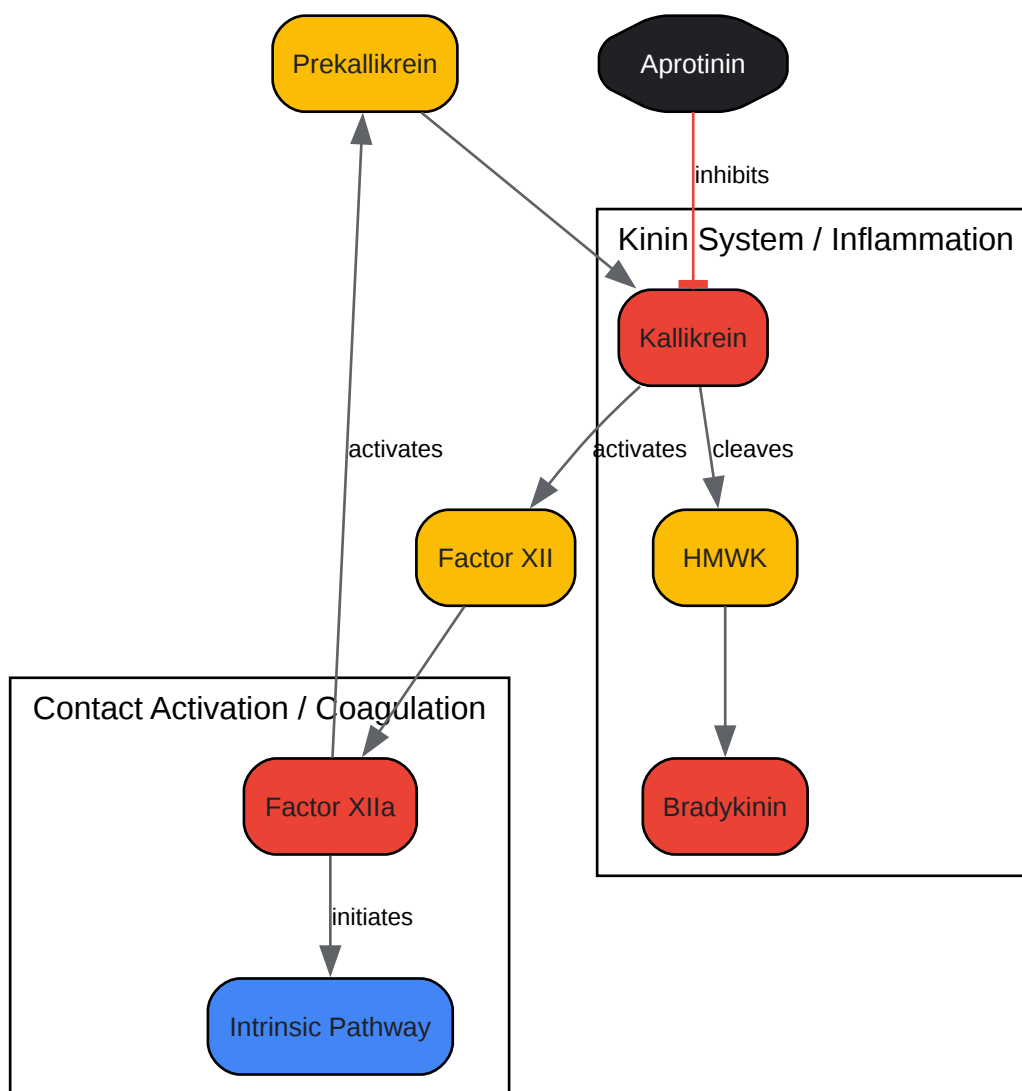 Prekallikrein
Aprotinin
inhibits
Kinin System / Inflammation
Kallikrein
activates
activates
cleaves
Factor XII
HMWK
Contact Activation / Coagulation
Factor XIIa
Bradykinin
initiates
Intrinsic Pathway